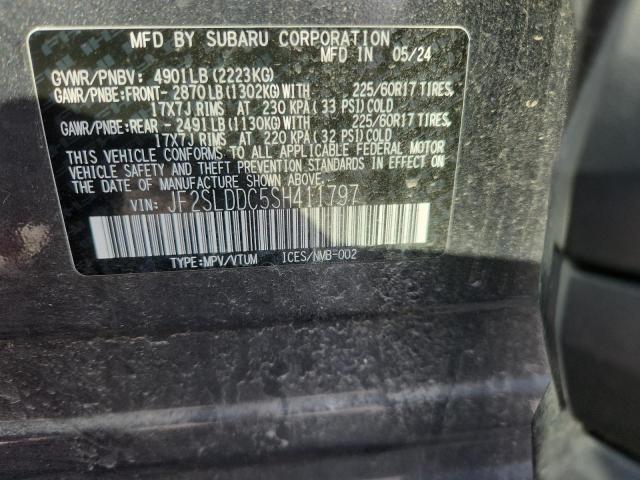 MFD BY SUBARU CORPORATION
GVWR/PNBV: 4901LB (2223KG) MFD IN 05/24
GAWR/PNBE:FRONT- 2870LB(1302KG)WITH 225/60R17 TIRES,
17X7J RIMS AT 230 KPA (33 PSI)COLD
GAWR/PNBE:REAR - 2491LB(1130KG)WITH 225/60R17 TIRES,
17X7J RIMS AT 220 KPA (32 PSI)COLD
THIS VEHICLE CONFORMS TO ALL APPLICABLE FEDERAL MOTOR
VEHICLE SAFETY AND THEFT PREVENTION STANDARDS IN EFFECT ON
THE DATE OF MANUFACTURE SHOWN ABOVE.
VIN: JF2SLDDC5SH411797
TYPE:MPV/VTUM ICES/NMB-002